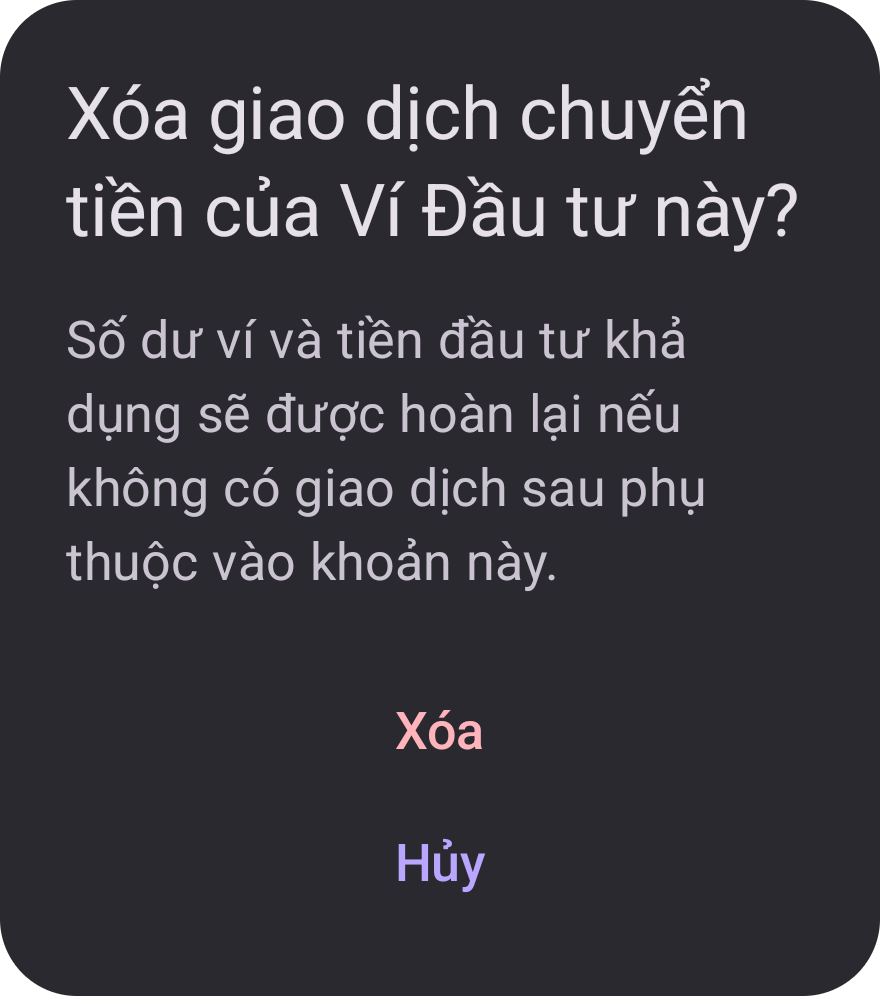 Xóa giao dịch chuyển
tiền của Ví Đầu tư này?
Số dư ví và tiền đầu tư khả
dụng sẽ được hoàn lại nếu
không có giao dịch sau phụ
thuộc vào khoản này.
Xóa
Hủy